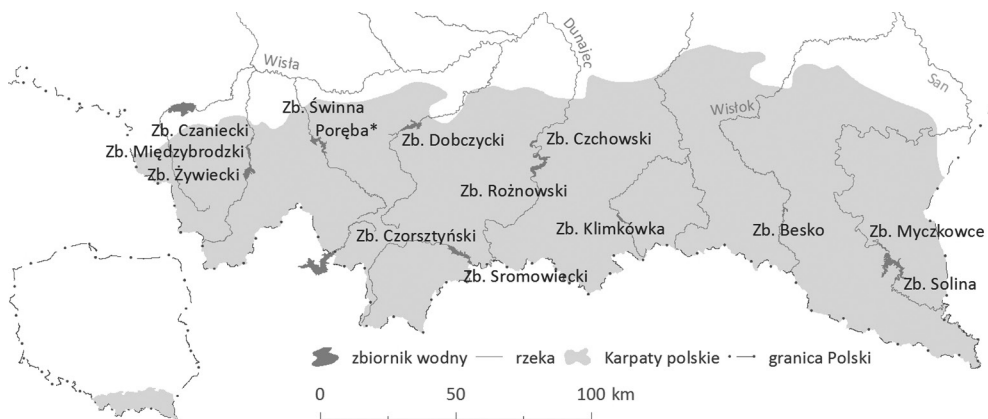 Wisła
Dunajec
San
Wisłok
Zb. Świnna
Poręba*
Zb. Czaniecki
Zb. Międzybrodzki
Zb. Żywiecki
Zb. Dobczycki
Zb. Czchowski
Zb. Rożnowski
Zb. Czorsztyński
Zb. Sromowiecki
Zb. Klimkówka
Zb. Besko
Zb. Myczkowce
Zb. Solina
zbiornik wodny
rzeka
Karpaty polskie
granica Polski
0 50 100 km